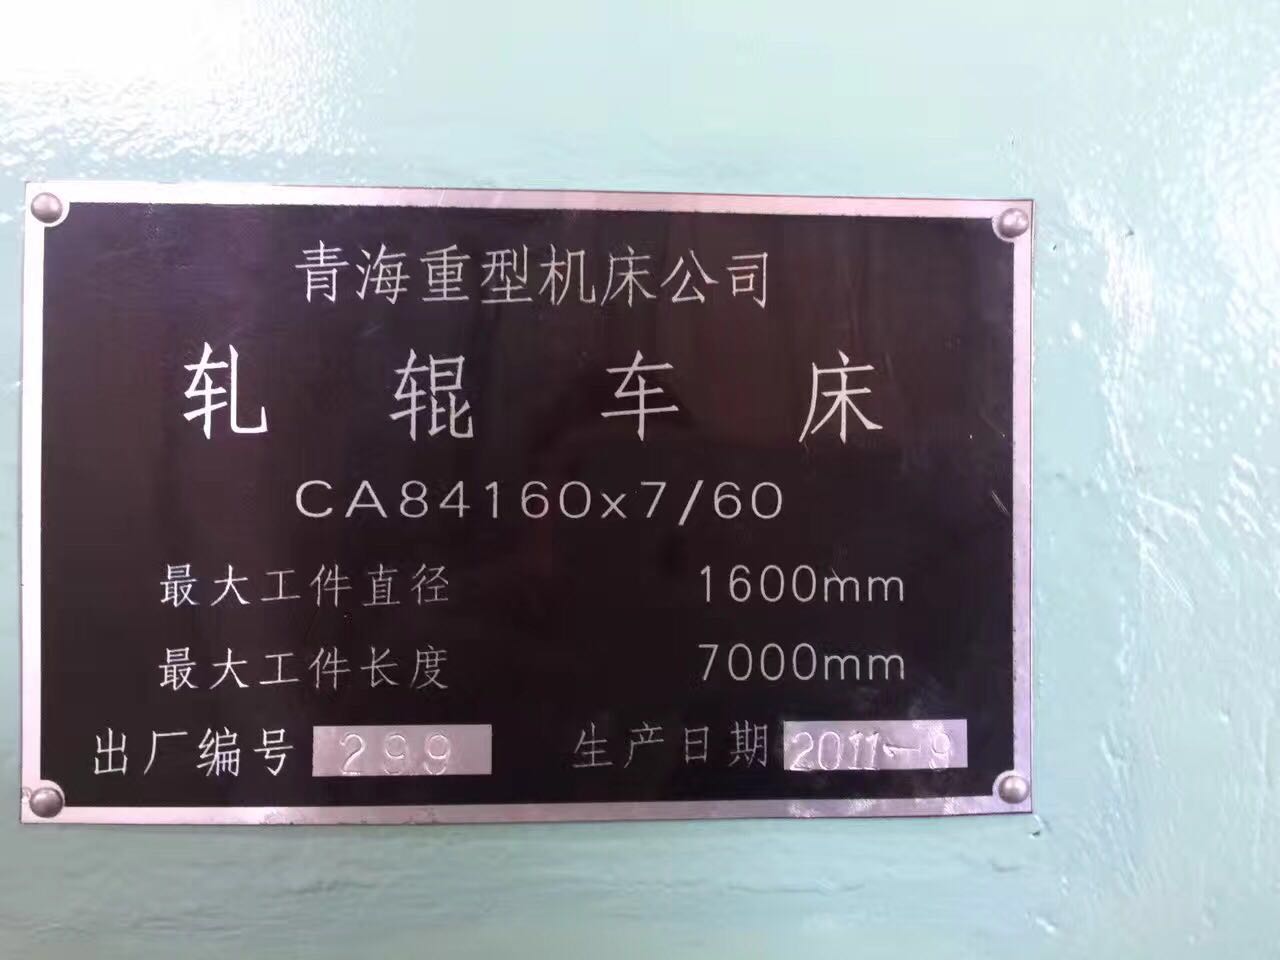 青海重型机床公司
轧辊车床
CA84160x7/60
最大工件直径 1600mm
最大工件长度 7000mm
出厂编号 299 生产日期 2011-9